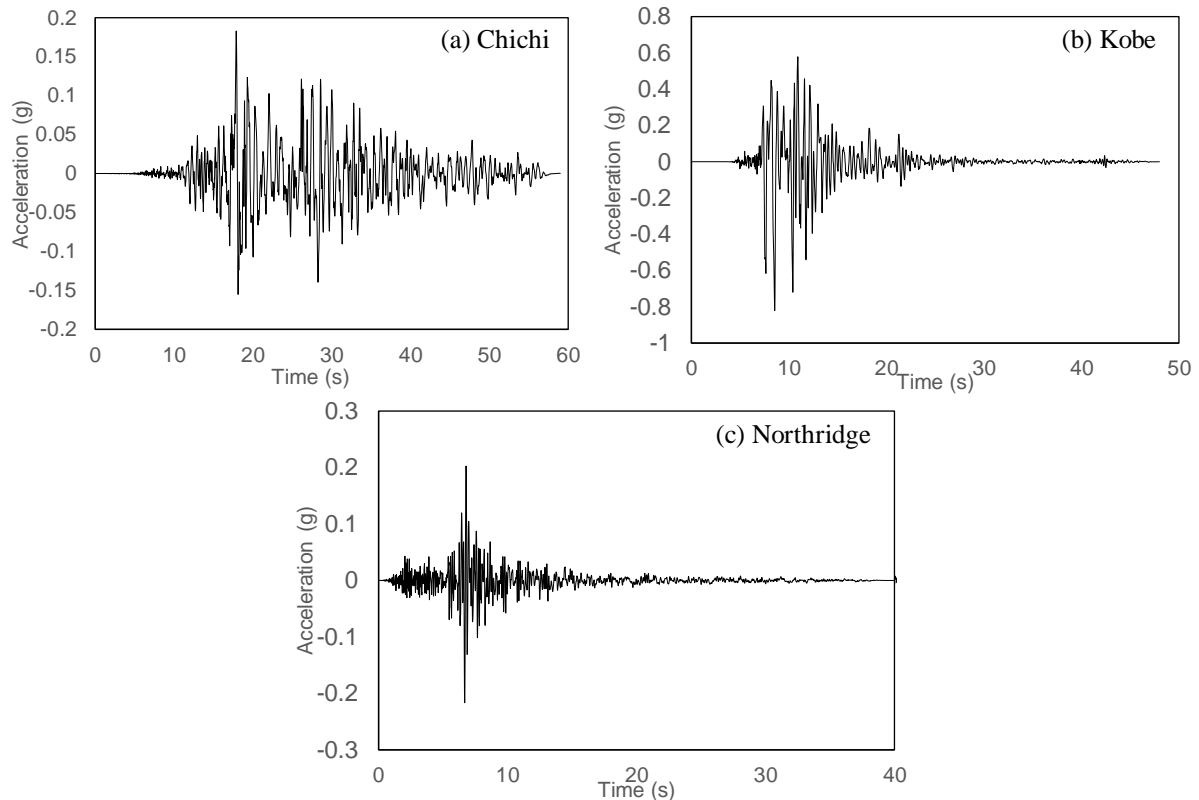 (a) Chichi
Acceleration (g)
0.2
0.15
0.1
0.05
0
-0.05
-0.1
-0.15
-0.2
0 10 20 30 40 50 60
Time (s)
(b) Kobe
Acceleration (g)
0.8
0.6
0.4
0.2
0
-0.2
-0.4
-0.6
-0.8
-1
0 10 20 30 40 50
Time (s)
(c) Northridge
Acceleration (g)
0.3
0.2
0.1
0
-0.1
-0.2
-0.3
0 10 20 30 40
Time (s)